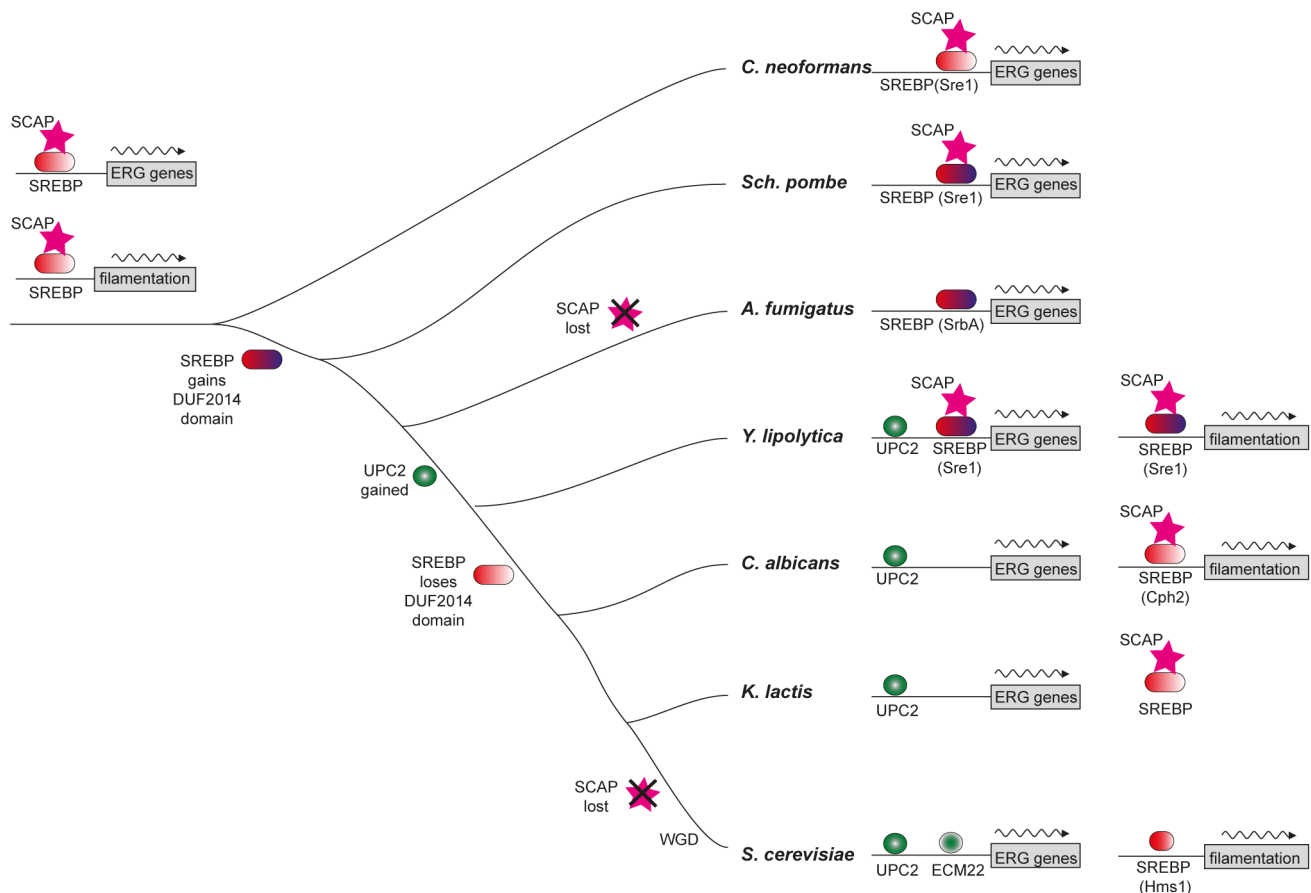 SCAP
SREBP
ERG genes
SCAP
SREBP
filamentation
SREBP
gains
DUF2014
domain
SCAP
lost
UPC2
gained
SREBP
loses
DUF2014
domain
SCAP
lost
WGD
C. neoformans
SCAP
SREBP(Sre1)
ERG genes
Sch. pombe
SCAP
SREBP (Sre1)
ERG genes
A. fumigatus
SREBP (SrbA)
ERG genes
Y. lipolytica
UPC2
SCAP
SREBP
(Sre1)
ERG genes
SCAP
SREBP
(Sre1)
filamentation
C. albicans
UPC2
ERG genes
SCAP
SREBP
(Cph2)
filamentation
K. lactis
UPC2
ERG genes
SCAP
SREBP
S. cerevisiae
UPC2
ECM22
ERG genes
SREBP
(Hms1)
filamentation